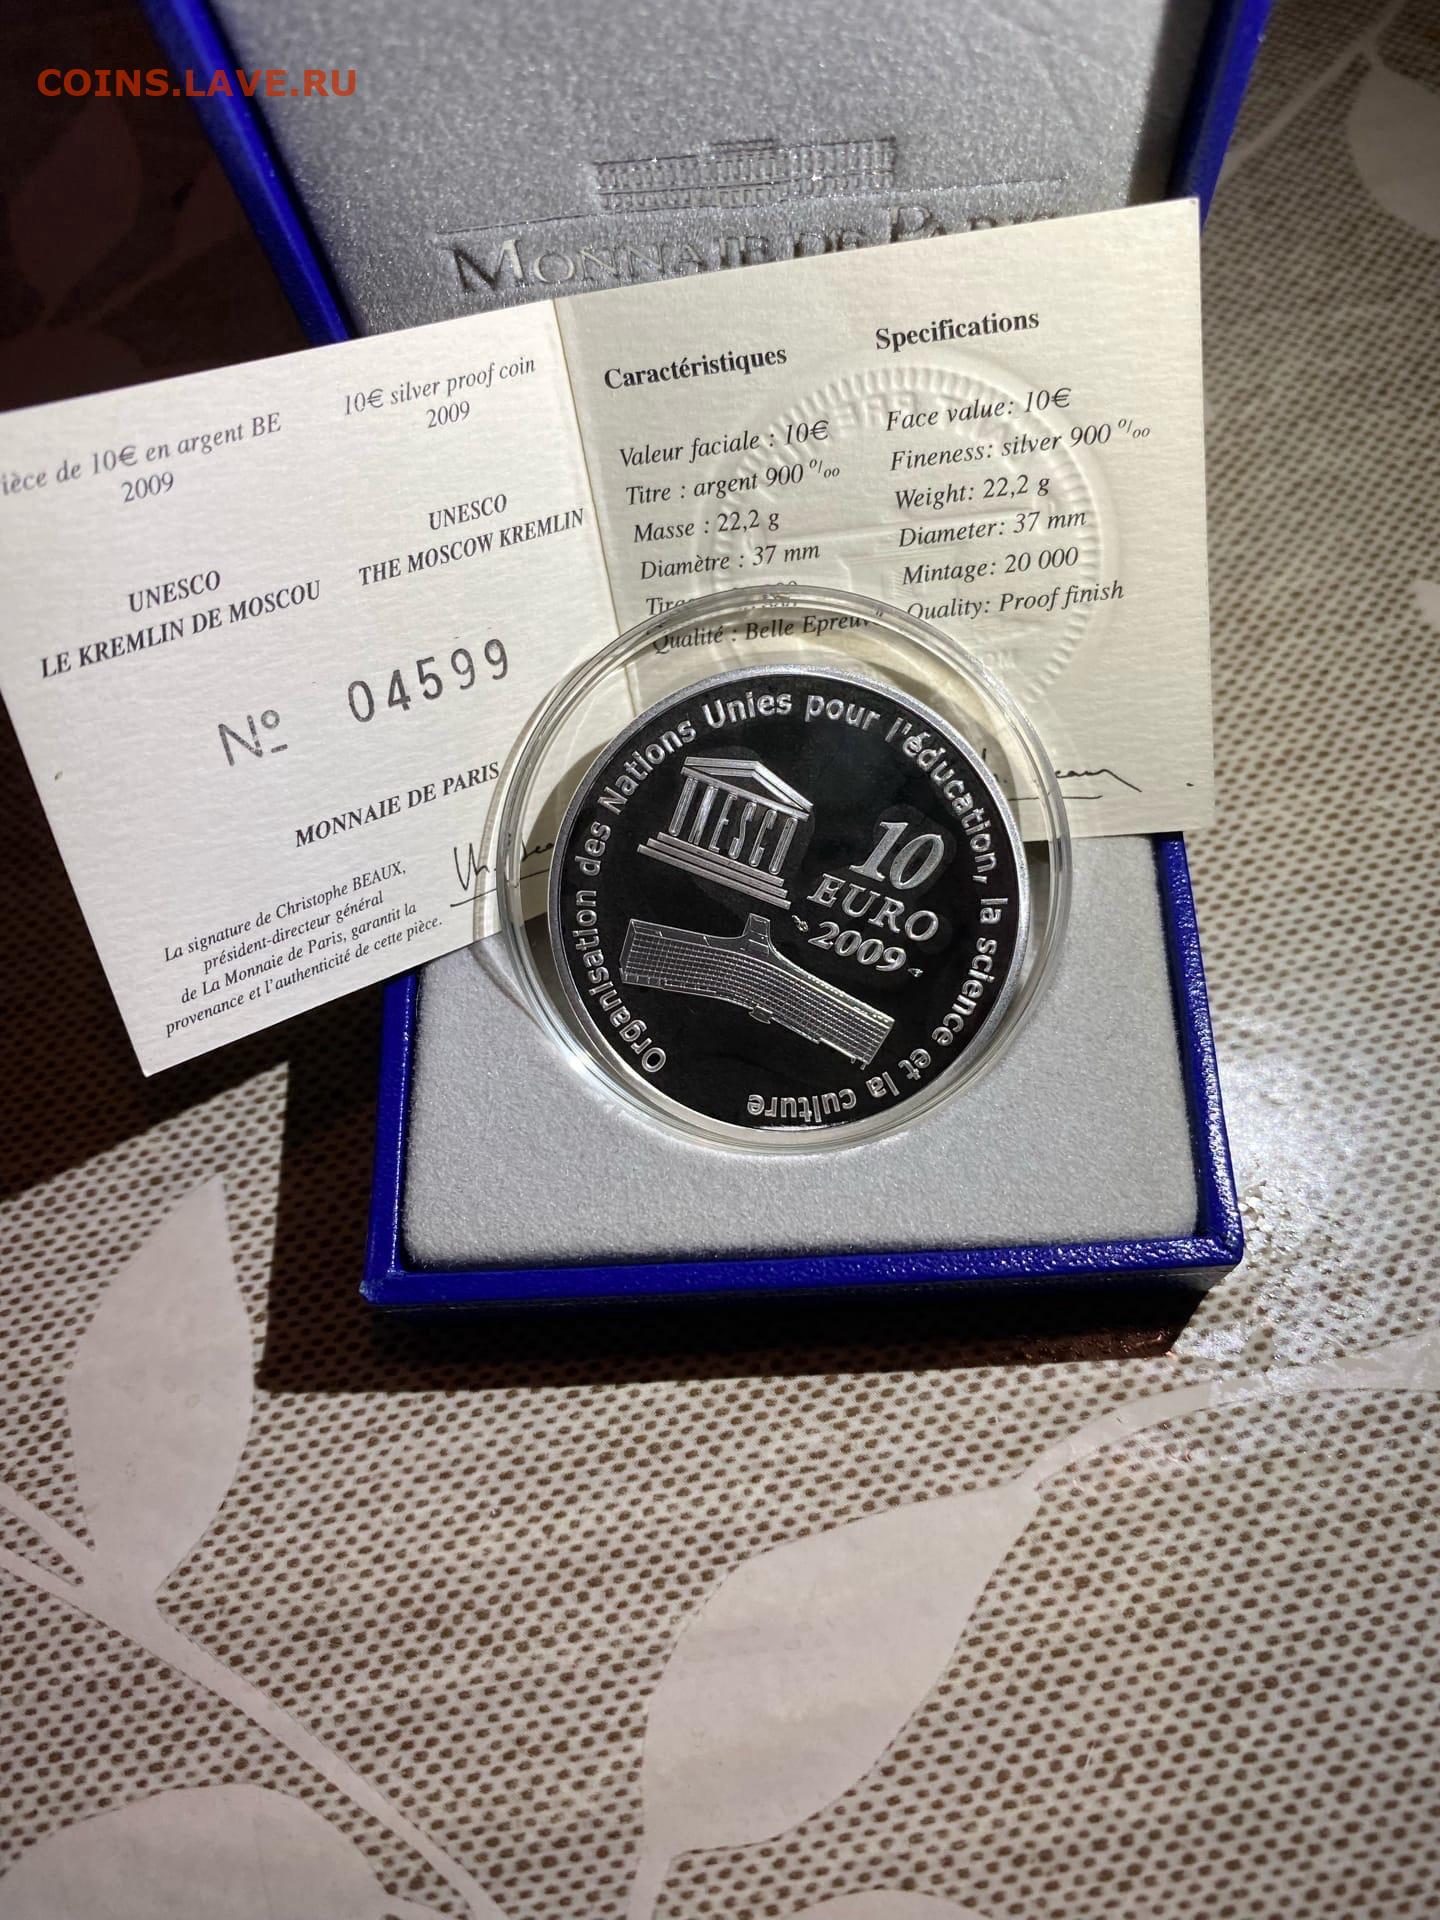 COINS.LAVE.RU
MONNAIE DE PARIS
ièce de 10€ en argent BE
2009
UNESCO
LE KREMLIN DE MOSCOU
10€ silver proof coin
2009
UNESCO
THE MOSCOW KREMLIN
Nº 04599
MONNAIE DE PARIS
La signature de Christophe BEAUX,
président-directeur général
de La Monnaie de Paris, garantit la
provenance et l'authenticité de cette pièce.
Caractéristiques
Valeur faciale : 10€
Titre : argent 900 º/ºº
Masse : 22,2 g
Diamètre : 37 mm
Qualité : Belle Epreuve
Specifications
Face value: 10€
Fineness: silver 900 º/ºº
Weight: 22,2 g
Diameter: 37 mm
Mintage: 20 000
Quality: Proof finish
Organisation des Nations Unies pour l'éducation, la science et la culture
UNESCO
10
EURO
2009